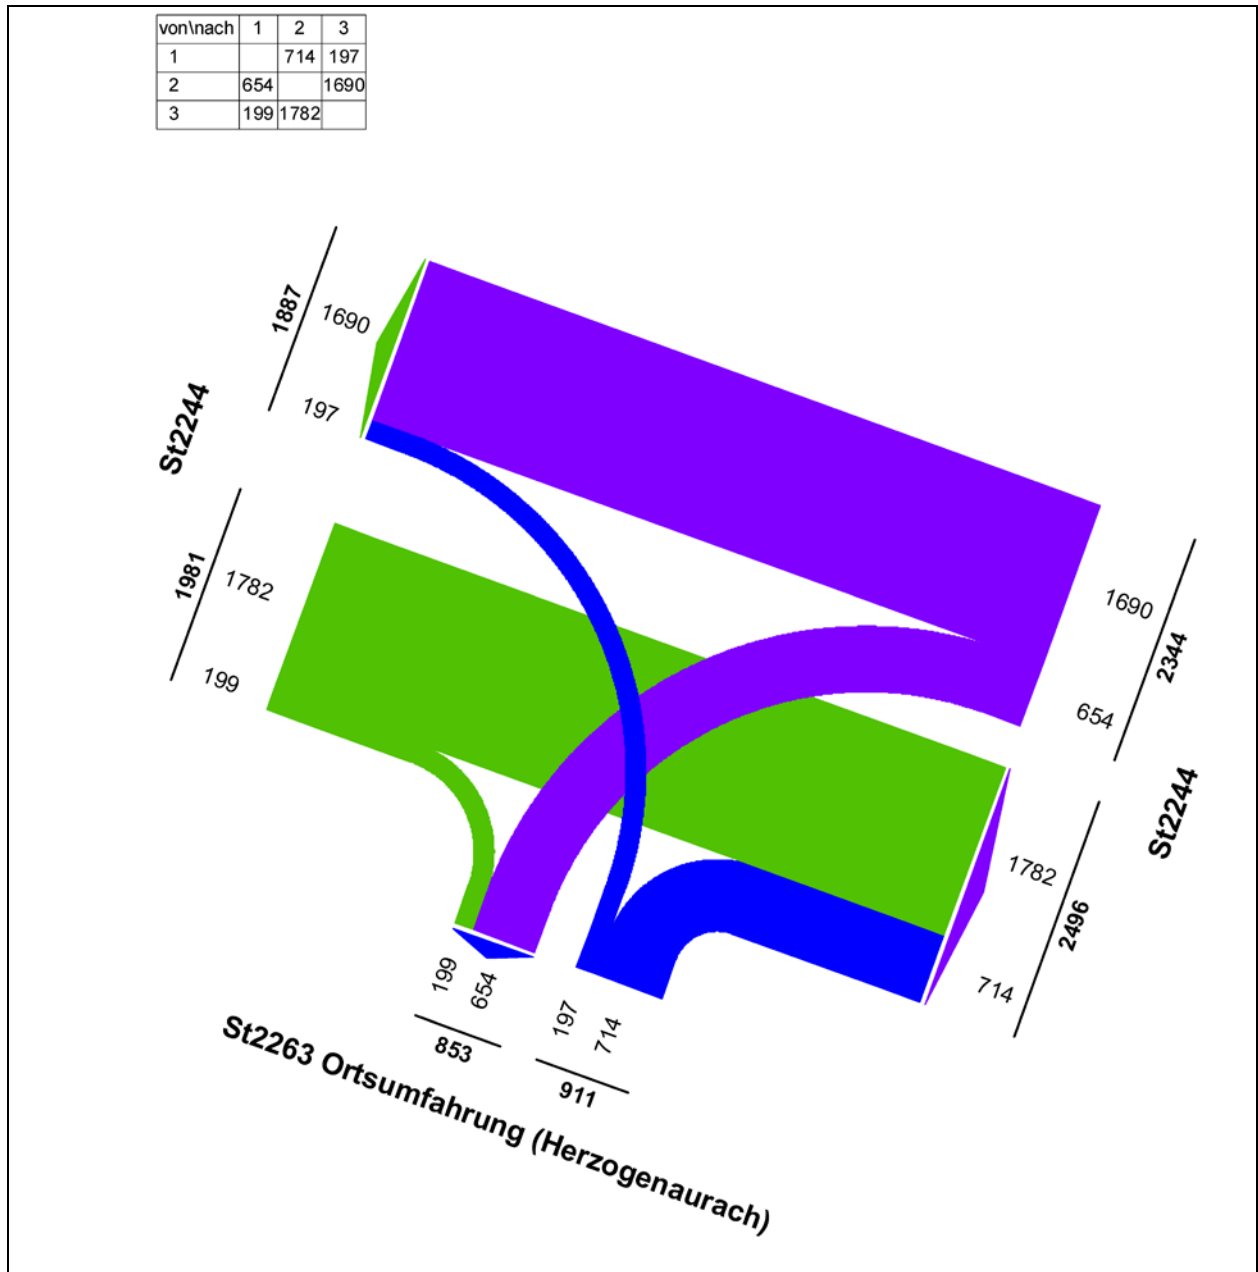 von\nach 1 2 3
1 714 197
2 654 1690
3 199 1782
1887
1690
197
St2244
1981
1782
199
1690
2344
654
St2244
1782
2496
714
199
654
853
197
714
911
St2263 Ortsumfahrung (Herzogenaurach)